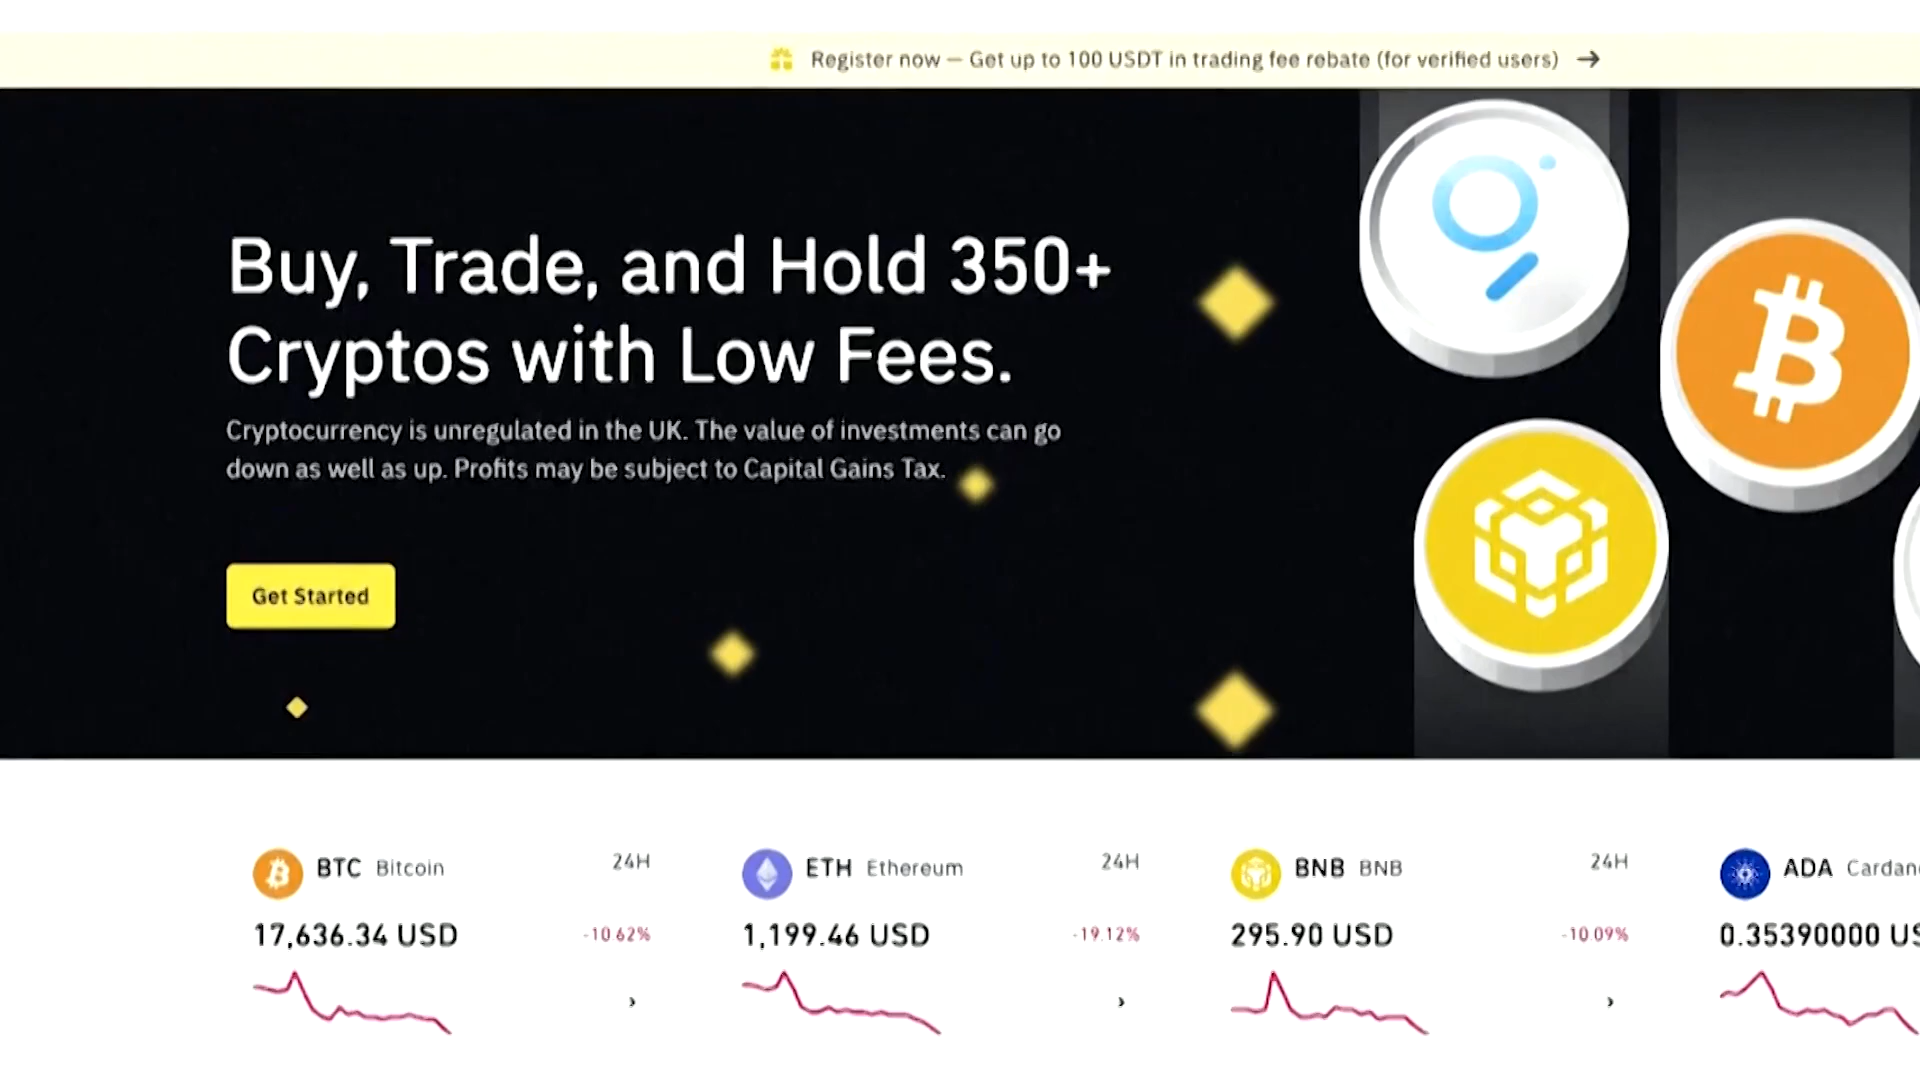 Register now — Get up to 100 USDT in trading fee rebate (for verified users) →
Buy, Trade, and Hold 350+
Cryptos with Low Fees.
Cryptocurrency is unregulated in the UK. The value of investments can go
down as well as up. Profits may be subject to Capital Gains Tax.
Get Started
BTC Bitcoin 24H
17,636.34 USD -10.62%
ETH Ethereum 24H
1,199.46 USD -19.12%
BNB BNB 24H
295.90 USD -10.09%
ADA Cardan
0.35390000 US